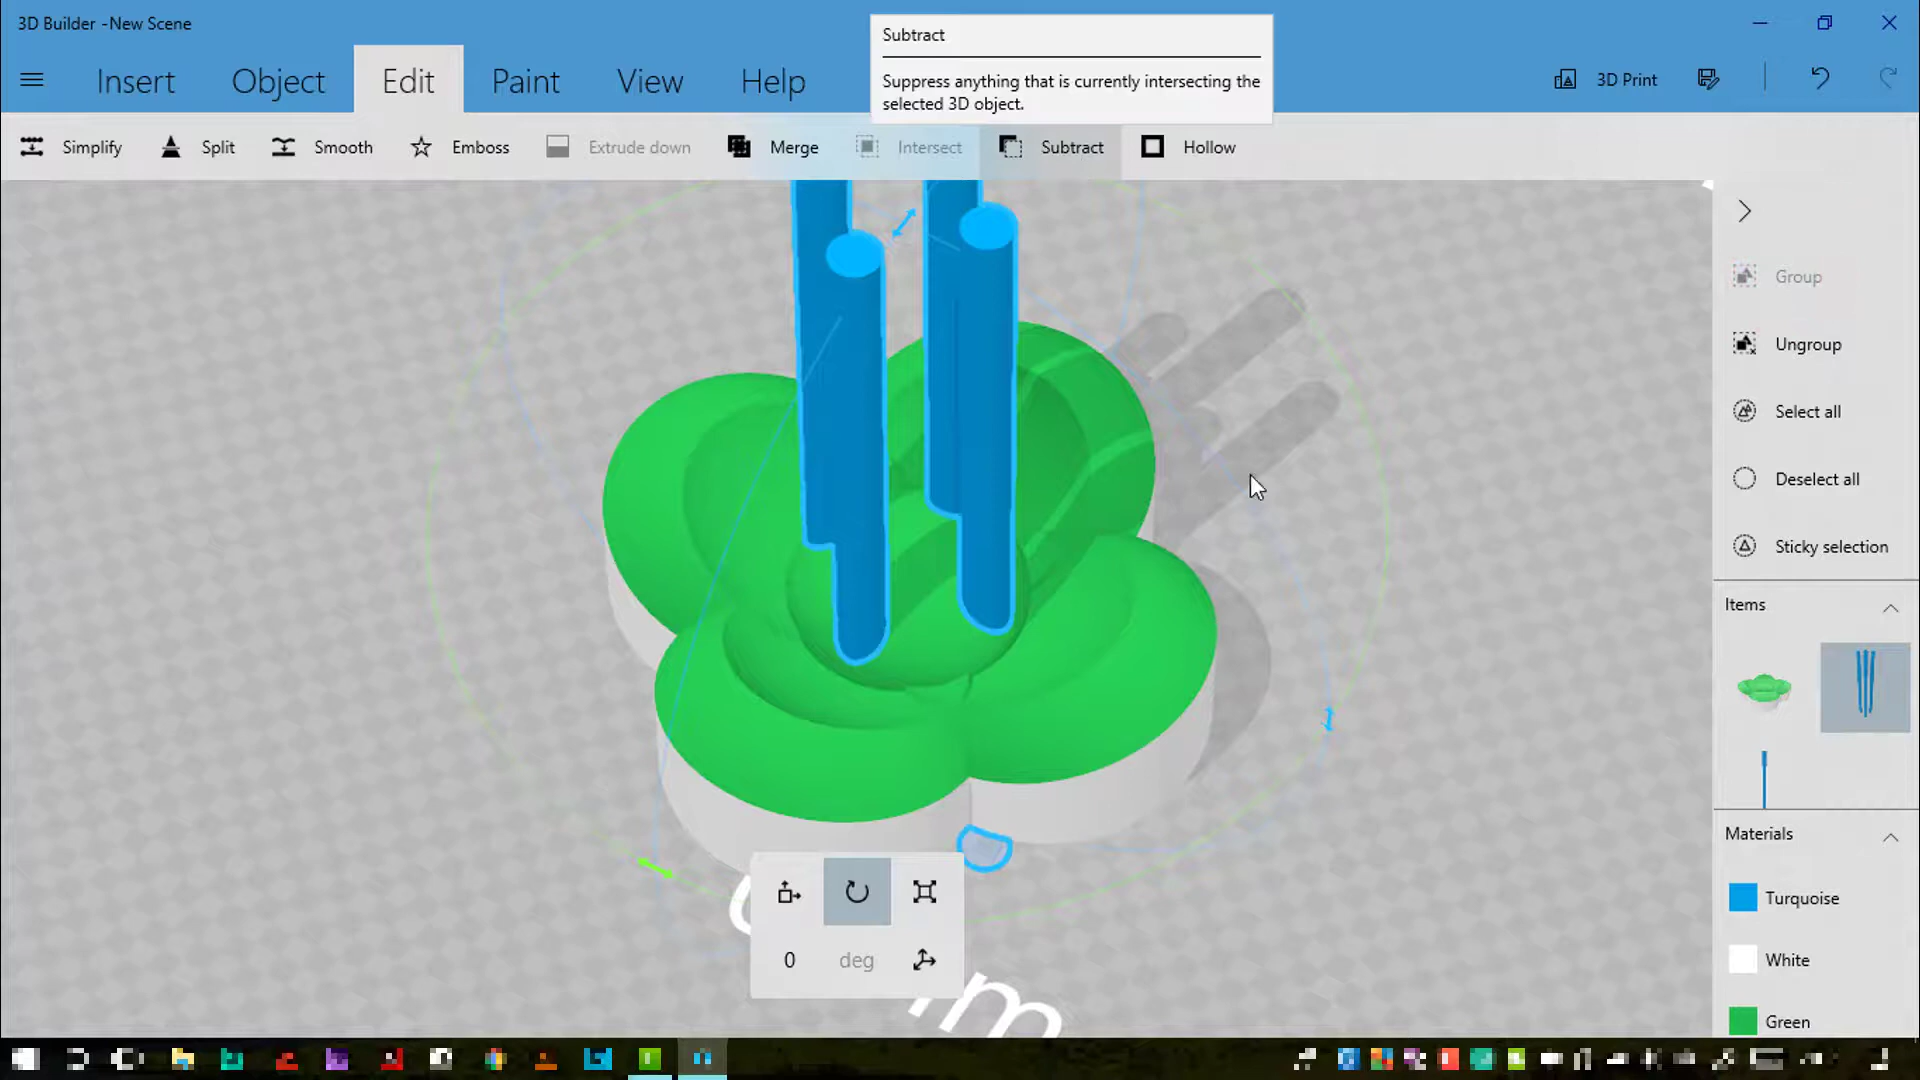 3D Builder -New Scene
Subtract
Suppress anything that is currently intersecting the
selected 3D object.
Insert
Object
Edit
Paint
View
Help
3D Print
Simplify
Split
Smooth
Emboss
Extrude down
Merge
Intersect
Subtract
Hollow
Group
Ungroup
Select all
Deselect all
Sticky selection
Items
Materials
Turquoise
White
Green
0
deg